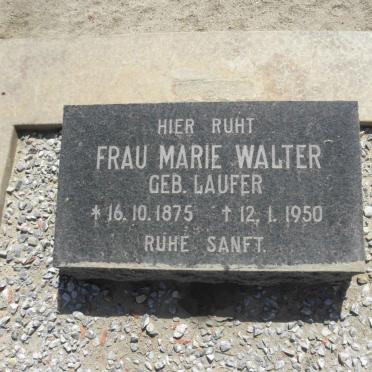 HIER RUHT
FRAU MARIE WALTER
GEB. LAUFER
* 16.10.1875 † 12.1.1950
RUHE SANFT.